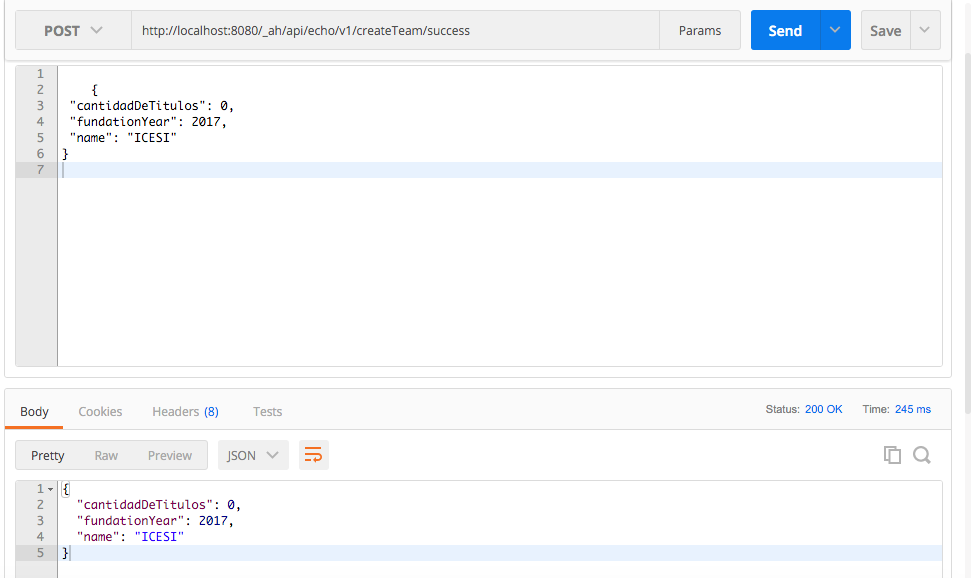 POST http://localhost:8080/_ah/api/echo/v1/createTeam/success Params Send Save
1
2 {
3 "cantidadDeTitulos": 0,
4 "fundationYear": 2017,
5 "name": "ICESI"
6 }
7
Body Cookies Headers (8) Tests Status: 200 OK Time: 245 ms
Pretty Raw Preview JSON
1 {
2 "cantidadDeTitulos": 0,
3 "fundationYear": 2017,
4 "name": "ICESI"
5 }